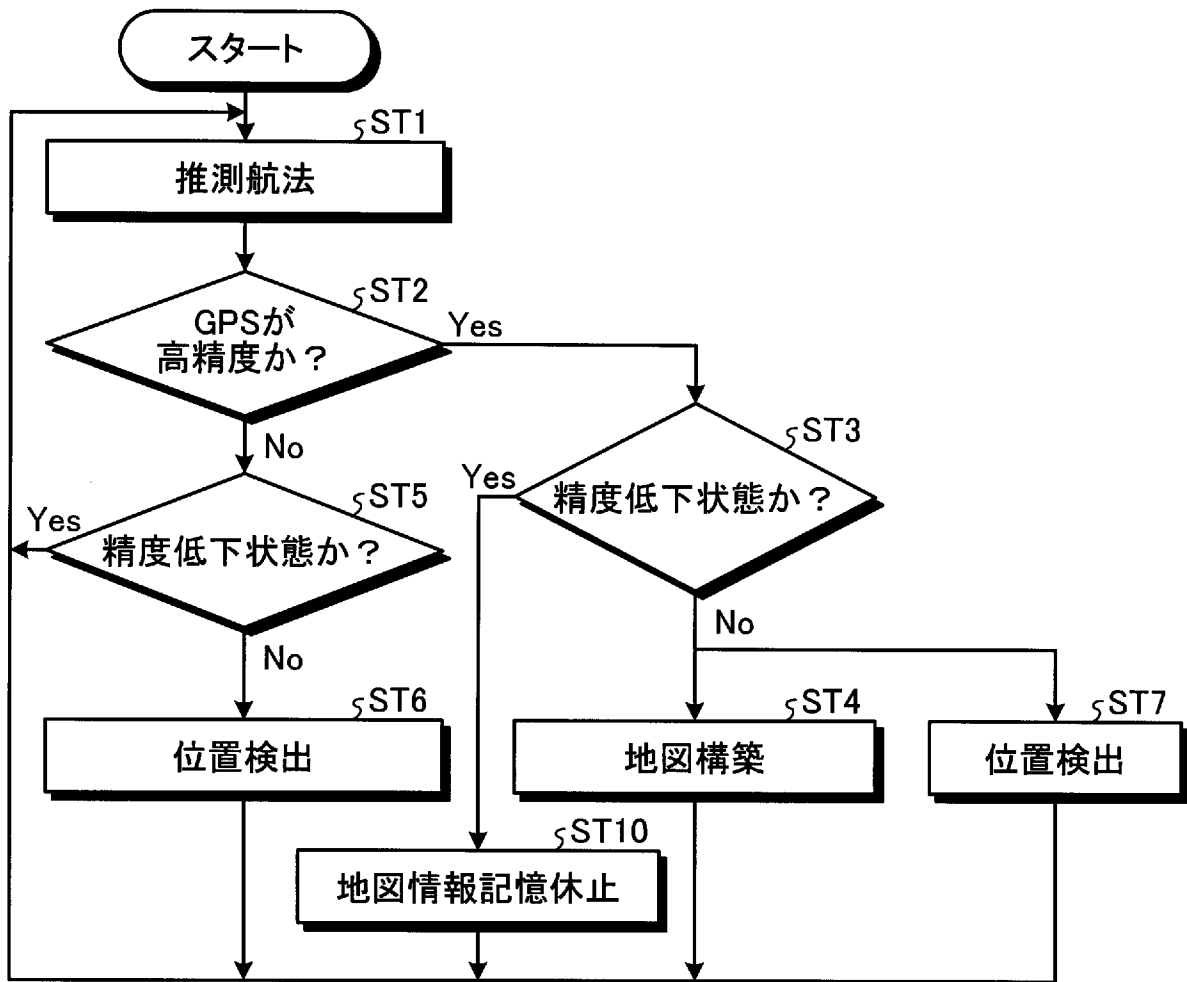 スタート
ST1
推測航法
ST2
GPSが
高精度か？
Yes
No
ST3
精度低下状態か？
Yes
No
ST5
精度低下状態か？
Yes
No
ST6
位置検出
ST4
地図構築
ST7
位置検出
ST10
地図情報記憶休止